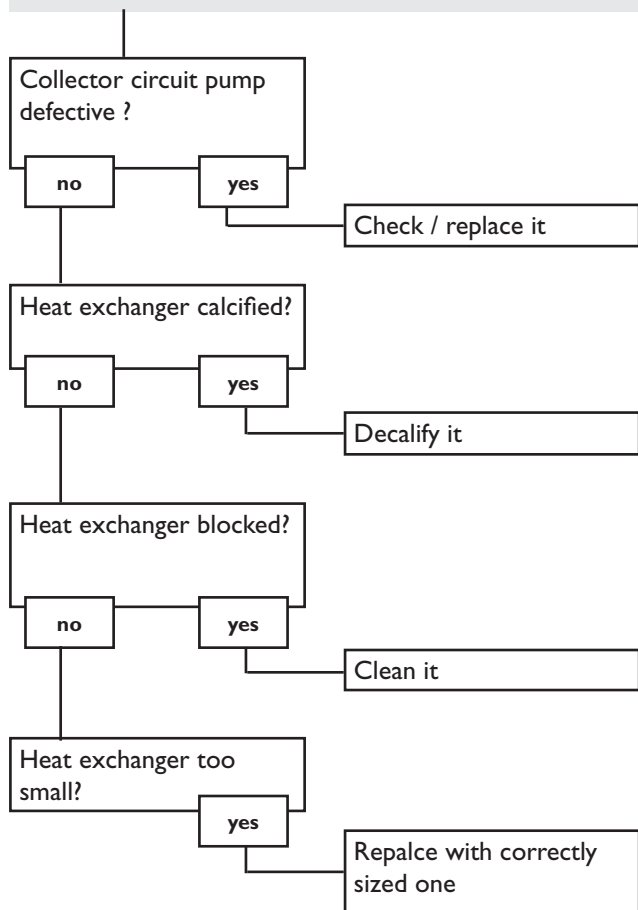 Collector circuit pump
defective ?
no
yes
Check / replace it
Heat exchanger calcified?
no
yes
Decalify it
Heat exchanger blocked?
no
yes
Clean it
Heat exchanger too
small?
yes
Repalce with correctly
sized one